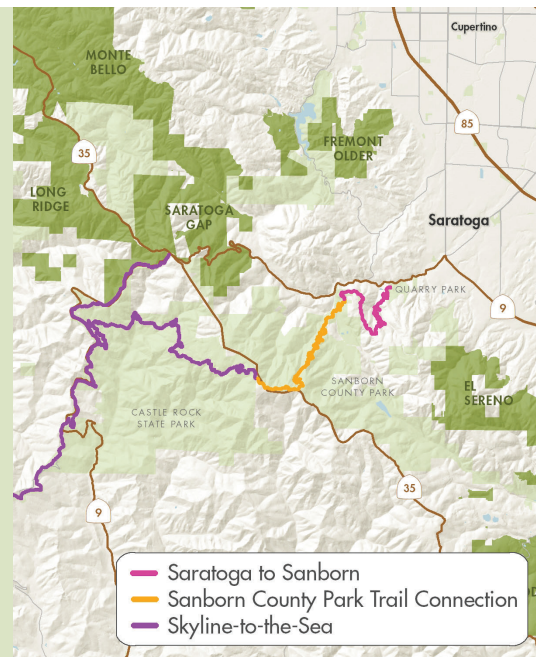 Cupertino
MONTE
BELLO
85
35
FREMONT
OLDER
LONG
RIDGE
SARATOGA
GAP
Saratoga
QUARRY PARK
9
SANBORN
COUNTY PARK
EL
SERENO
CASTLE ROCK
STATE PARK
35
9
Saratoga to Sanborn
Sanborn County Park Trail Connection
Skyline-to-the-Sea